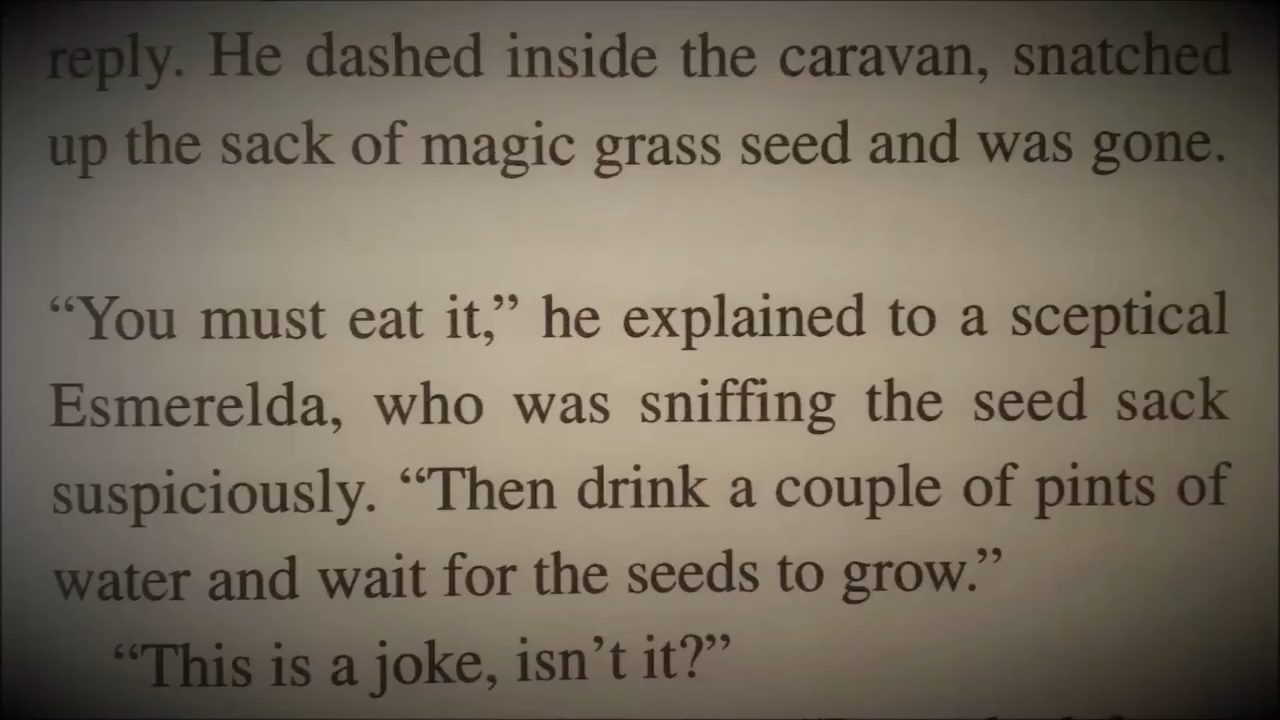 reply. He dashed inside the caravan, snatched
up the sack of magic grass seed and was gone.
“You must eat it,” he explained to a sceptical
Esmerelda, who was sniffing the seed sack
suspiciously. “Then drink a couple of pints of
water and wait for the seeds to grow.”
“This is a joke, isn’t it?”